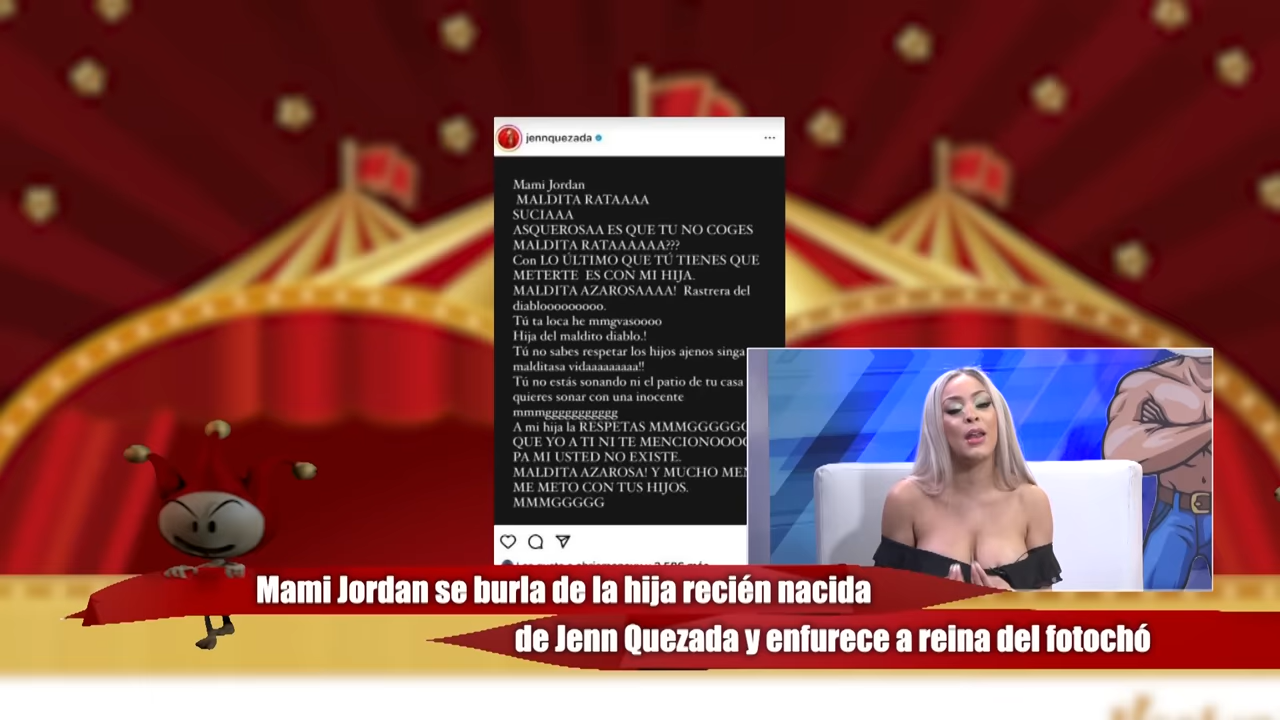 jennquezada
Mami Jordan
MALDITA RATAAAA
SUCIAAA
ASQUEROSAA ES QUE TU NO COGES
MALDITA RATAAAAAA???
Con LO ÚLTIMO QUE TÚ TIENES QUE
METERTE ES CON MI HIJA.
MALDITA AZAROSAAAA! Rastrera del
diablooooooooo.
Tú ta loca he mmgvasoooo
Hija del maldito diablo.!
Tú no sabes respetar los hijos ajenos singa
malditasa vidaaaaaaaaa!!
Tú no estás sonando ni el patio de tu casa
quieres sonar con una inocente
mmmggggggggggg
A mi hija la RESPETAS MMMGGGGGG
QUE YO A TI NI TE MENCIONOOO
PA MI USTED NO EXISTE.
MALDITA AZAROSA! Y MUCHO
ME METO CON TUS HIJOS.
MMMGGGGG
Mami Jordan se burla de la hija recién nacida
de Jenn Quezada y enfurece a reina del fotochó